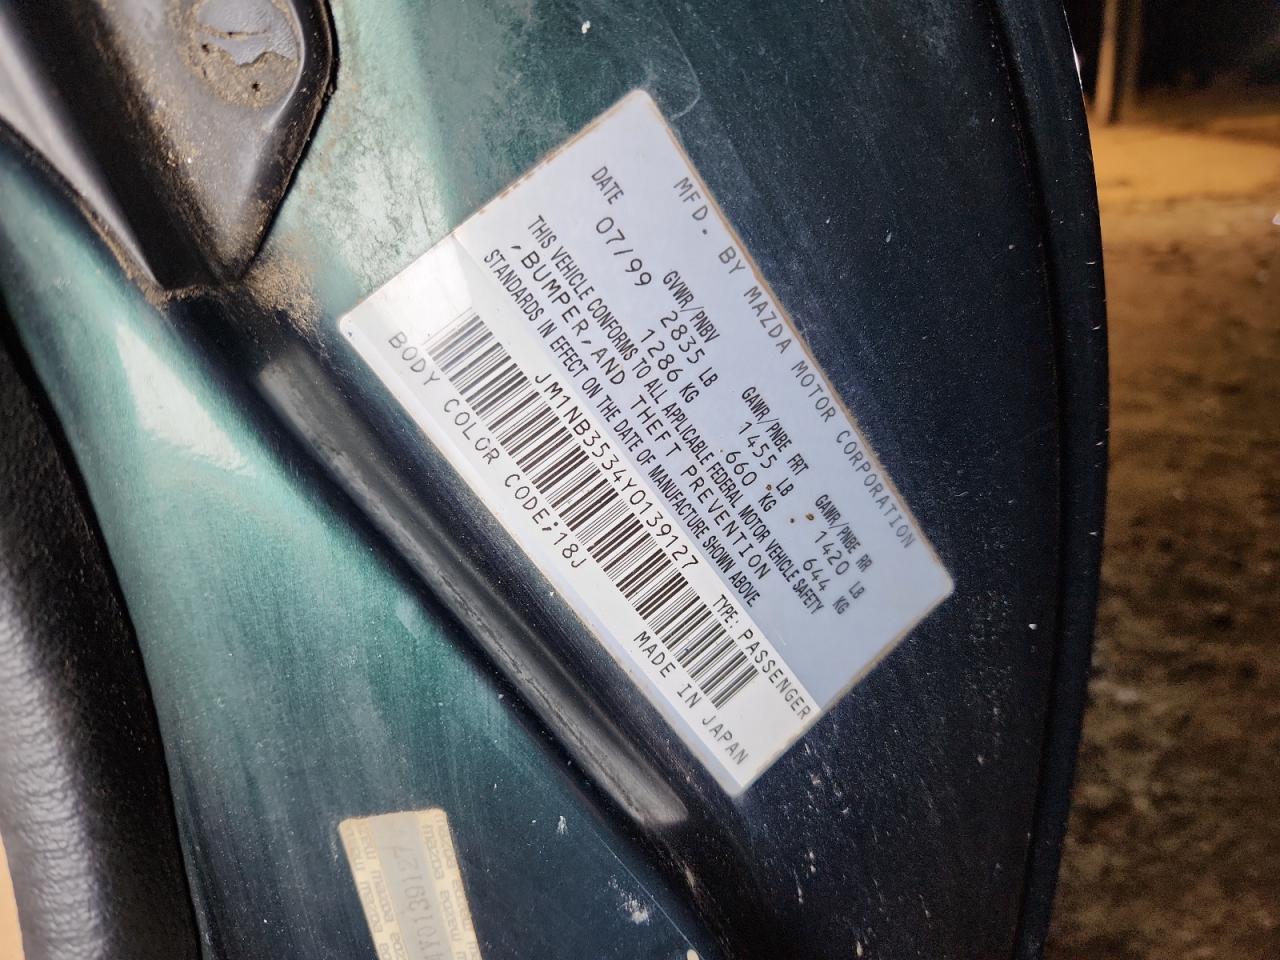 MFD. BY MAZDA MOTOR CORPORATION
DATE GVWR/PNBV GAWR/PNBE FRT GAWR/PNBE RR
07/99 2835 LB 1455 LB 1420 LB
1286 KG 660 KG 644 KG
THIS VEHICLE CONFORMS TO ALL APPLICABLE FEDERAL MOTOR VEHICLE SAFETY
,BUMPER,AND THEFT PREVENTION
STANDARDS IN EFFECT ON THE DATE OF MANUFACTURE SHOWN ABOVE.
JM1NB3534Y0139127 TYPE: PASSENGER
BODY COLOR CODE;18J MADE IN JAPAN